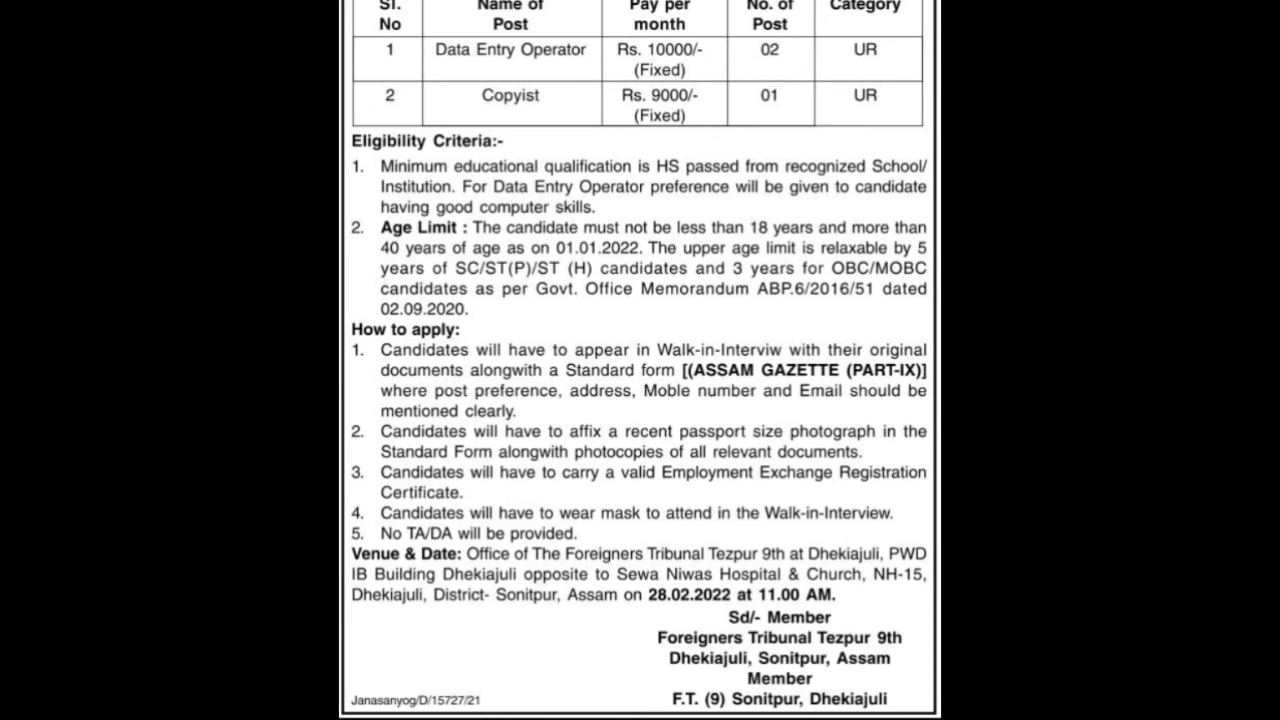 Sl. Name of Pay per No. of Category
No Post month Post
1 Data Entry Operator Rs. 10000/- 02 UR
(Fixed)
2 Copyist Rs. 9000/- 01 UR
(Fixed)
Eligibility Criteria:-
1. Minimum educational qualification is HS passed from recognized School/
Institution. For Data Entry Operator preference will be given to candidate
having good computer skills.
2. Age Limit : The candidate must not be less than 18 years and more than
40 years of age as on 01.01.2022. The upper age limit is relaxable by 5
years of SC/ST(P)/ST (H) candidates and 3 years for OBC/MOBC
candidates as per Govt. Office Memorandum ABP.6/2016/51 dated
02.09.2020.
How to apply:
1. Candidates will have to appear in Walk-in-Interviw with their original
documents alongwith a Standard form [(ASSAM GAZETTE (PART-IX)]
where post preference, address, Moble number and Email should be
mentioned clearly.
2. Candidates will have to affix a recent passport size photograph in the
Standard Form alongwith photocopies of all relevant documents.
3. Candidates will have to carry a valid Employment Exchange Registration
Certificate.
4. Candidates will have to wear mask to attend in the Walk-in-Interview.
5. No TA/DA will be provided.
Venue & Date: Office of The Foreigners Tribunal Tezpur 9th at Dhekiajuli, PWD
IB Building Dhekiajuli opposite to Sewa Niwas Hospital & Church, NH-15,
Dhekiajuli, District- Sonitpur, Assam on 28.02.2022 at 11.00 AM.
Sd/- Member
Foreigners Tribunal Tezpur 9th
Dhekiajuli, Sonitpur, Assam
Member
Janasanyog/D/15727/21 F.T. (9) Sonitpur, Dhekiajuli